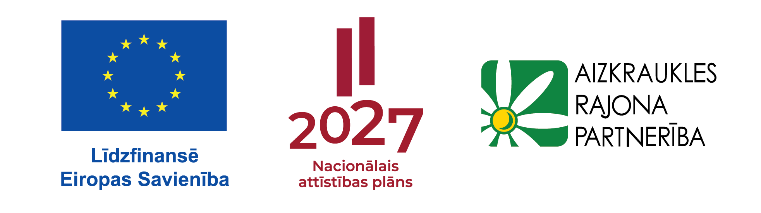 Līdzfinansē
Eiropas Savienība
2027
Nacionālais
attīstības plāns
AIZKRAUKLES
RAJONA
PARTNERĪBA